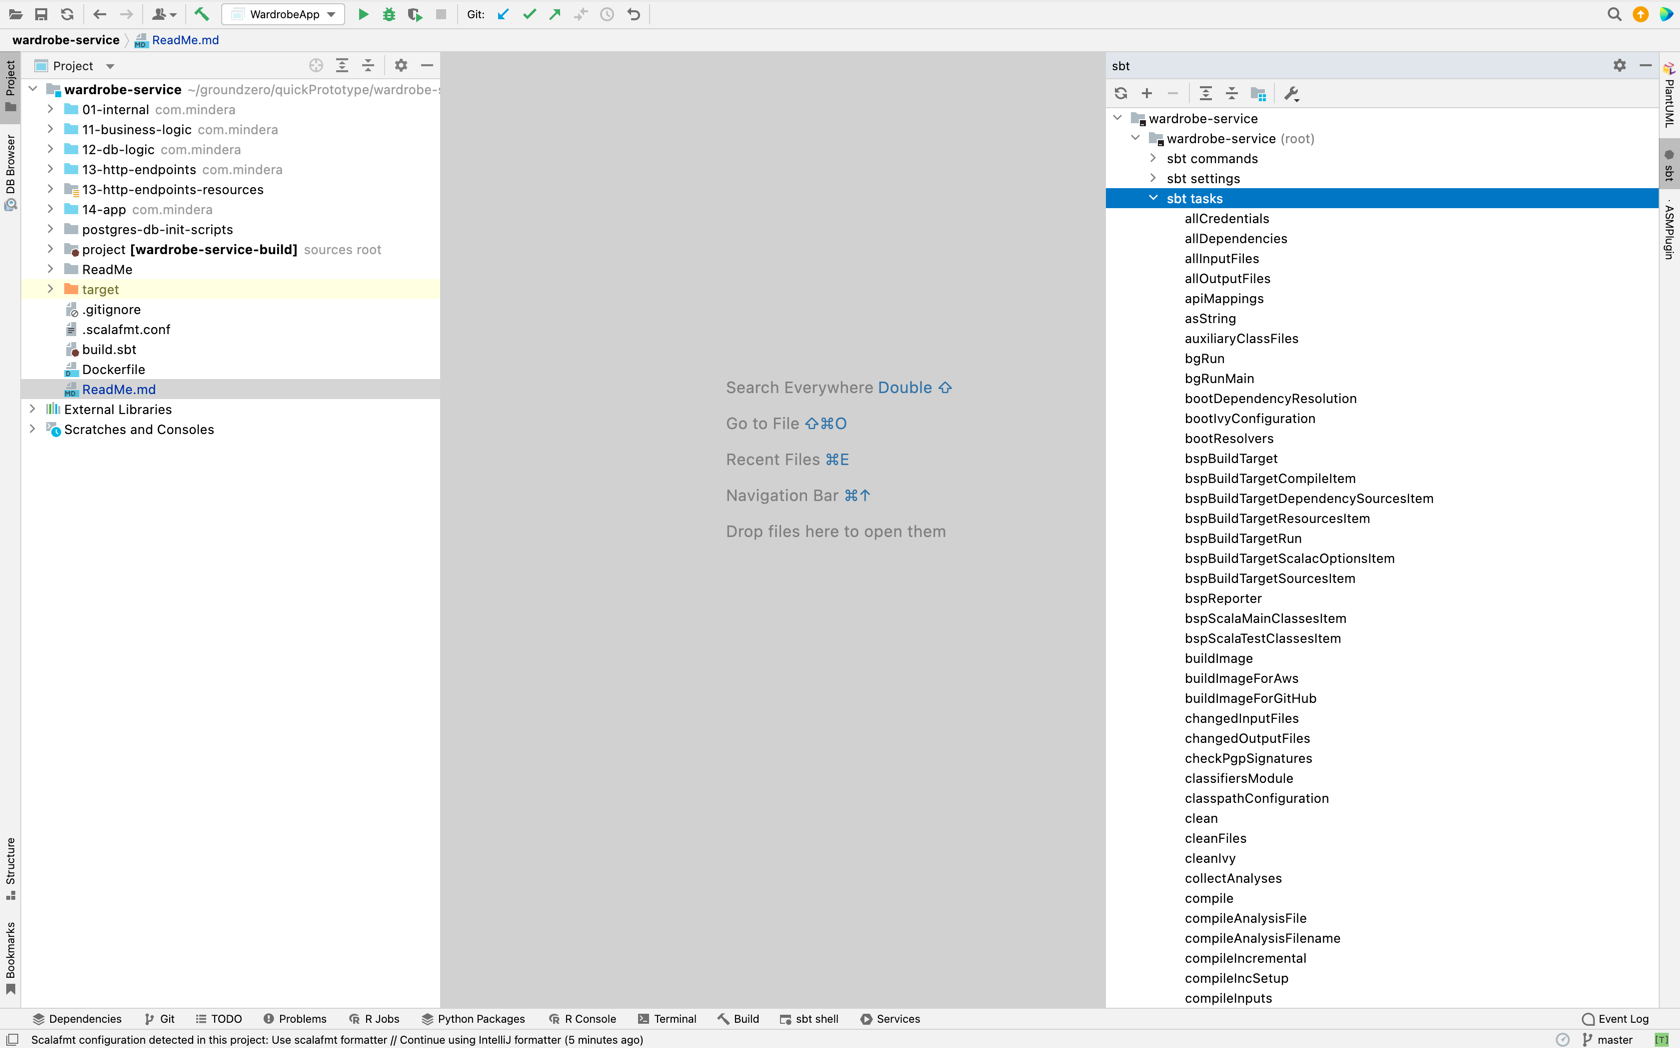 WardrobeApp
Git:
wardrobe-service
ReadMe.md
Project
Project
wardrobe-service ~/groundzero/quickPrototype/wardrobe-
01-internal com.mindera
11-business-logic com.mindera
12-db-logic com.mindera
13-http-endpoints com.mindera
13-http-endpoints-resources
14-app com.mindera
postgres-db-init-scripts
project [wardrobe-service-build] sources root
ReadMe
target
.gitignore
.scalafmt.conf
build.sbt
Dockerfile
ReadMe.md
External Libraries
Scratches and Consoles
DB Browser
Structure
Bookmarks
Search Everywhere Double ⇧
Go to File ⇧⌘O
Recent Files ⌘E
Navigation Bar ⌘↑
Drop files here to open them
sbt
wardrobe-service
wardrobe-service (root)
sbt commands
sbt settings
sbt tasks
allCredentials
allDependencies
allInputFiles
allOutputFiles
apiMappings
asString
auxiliaryClassFiles
bgRun
bgRunMain
bootDependencyResolution
bootIvyConfiguration
bootResolvers
bspBuildTarget
bspBuildTargetCompileItem
bspBuildTargetDependencySourcesItem
bspBuildTargetResourcesItem
bspBuildTargetRun
bspBuildTargetScalacOptionsItem
bspBuildTargetSourcesItem
bspReporter
bspScalaMainClassesItem
bspScalaTestClassesItem
buildImage
buildImageForAws
buildImageForGitHub
changedInputFiles
changedOutputFiles
checkPgpSignatures
classifiersModule
classpathConfiguration
clean
cleanFiles
cleanIvy
collectAnalyses
compile
compileAnalysisFile
compileAnalysisFilename
compileIncremental
compileIncSetup
compileInputs
PlantUML
sbt
ASMPlugin
Dependencies
Git
TODO
Problems
R Jobs
Python Packages
R Console
Terminal
Build
sbt shell
Services
Event Log
Scalafmt configuration detected in this project: Use scalafmt formatter // Continue using IntelliJ formatter (5 minutes ago)
master
[T]